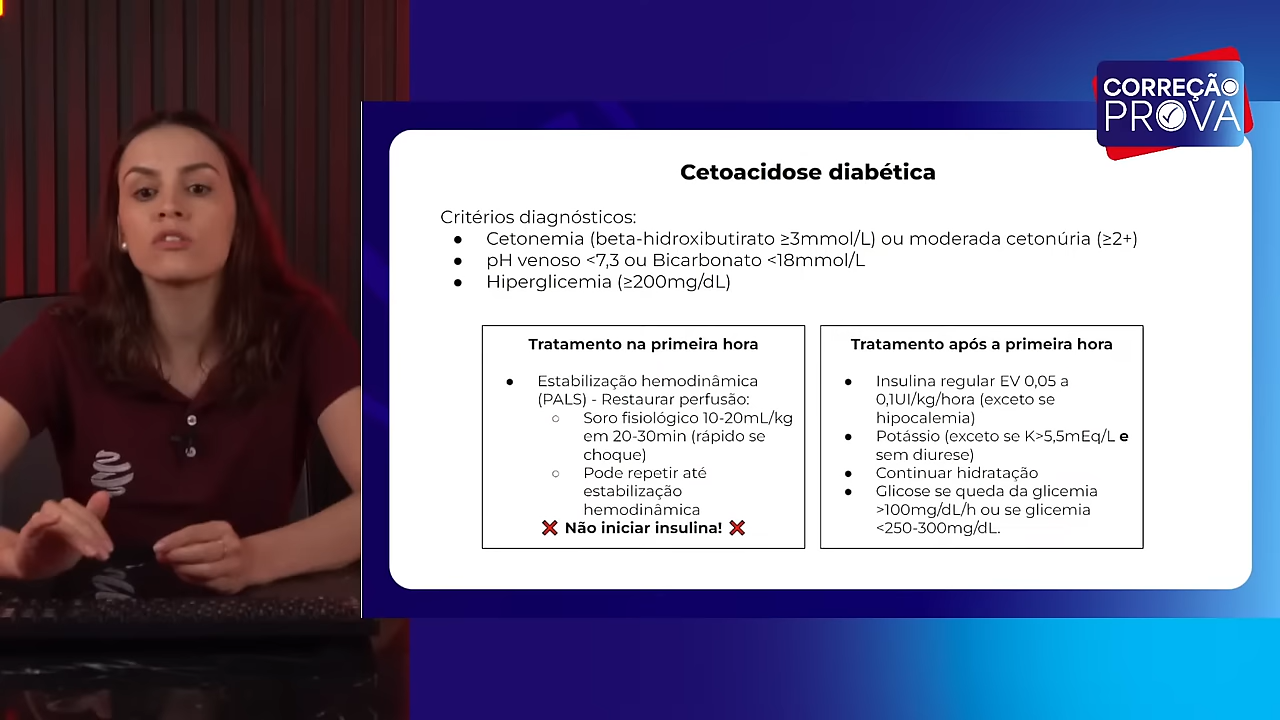 CORREÇÃO
PROVA
Cetoacidose diabética
Critérios diagnósticos:
● Cetonemia (beta-hidroxibutirato ≥3mmol/L) ou moderada cetonúria (≥2+)
● pH venoso <7,3 ou Bicarbonato <18mmol/L
● Hiperglicemia (≥200mg/dL)
Tratamento na primeira hora
● Estabilização hemodinâmica
(PALS) - Restaurar perfusão:
○ Soro fisiológico 10-20mL/kg
em 20-30min (rápido se
choque)
○ Pode repetir até
estabilização
hemodinâmica
❌ Não iniciar insulina! ❌
Tratamento após a primeira hora
● Insulina regular EV 0,05 a
0,1UI/kg/hora (exceto se
hipocalemia)
● Potássio (exceto se K>5,5mEq/L e
sem diurese)
● Continuar hidratação
● Glicose se queda da glicemia
>100mg/dL/h ou se glicemia
<250-300mg/dL.